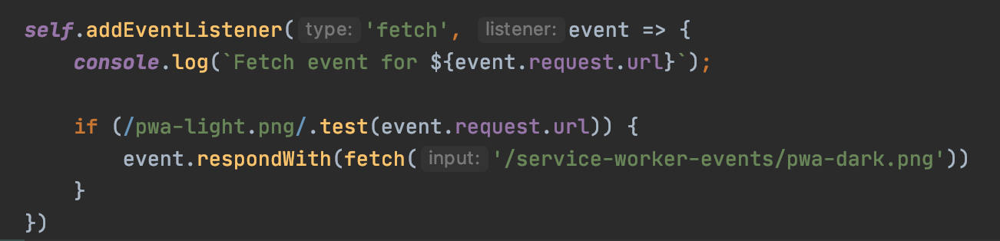 self.addEventListener( type: 'fetch', listener: event => {
    console.log(`Fetch event for ${event.request.url}`);
    if (/pwa-light.png/.test(event.request.url)) {
        event.respondWith(fetch( input: '/service-worker-events/pwa-dark.png'))
    }
})